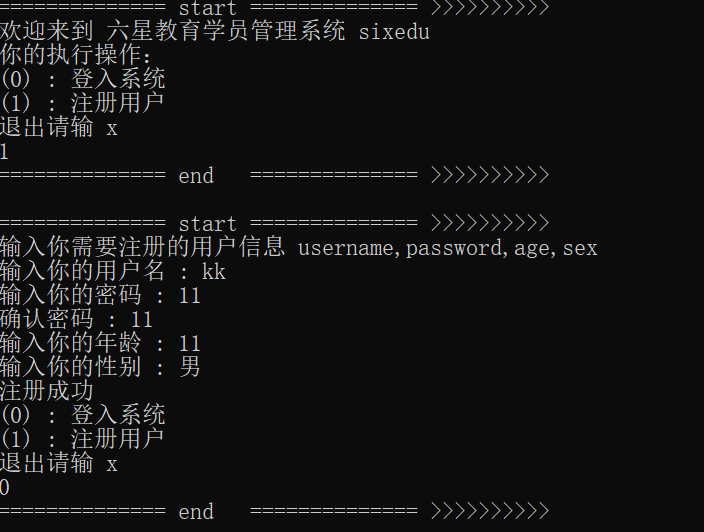 ============== start ============== >>>>>>>>>>
欢迎来到 六星教育学员管理系统 sixedu
你的执行操作:
(0) : 登入系统
(1) : 注册用户
退出请输 x
1
============== end   ============== >>>>>>>>>>
============== start ============== >>>>>>>>>>
输入你需要注册的用户信息 username,password,age,sex
输入你的用户名 : kk
输入你的密码 : 11
确认密码 : 11
输入你的年龄 : 11
输入你的性别 : 男
注册成功
(0) : 登入系统
(1) : 注册用户
退出请输 x
0
============== end   ============== >>>>>>>>>>